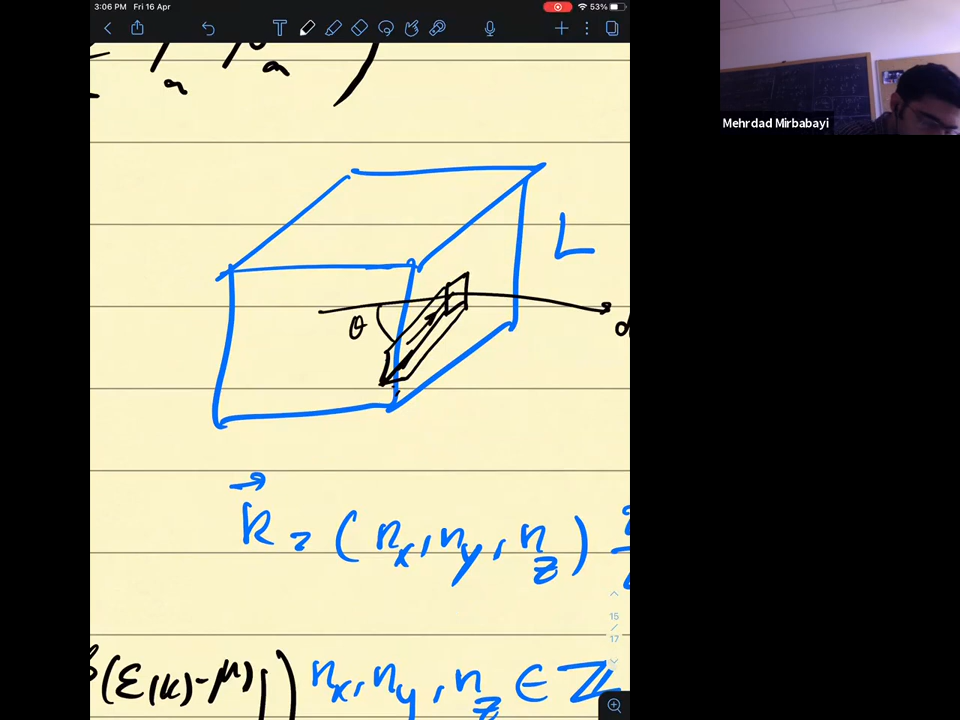 3:06 PM Fri 16 Apr
53%
T
Mehrdad Mirbabayi
L
θ
k = (n_x, n_y, n_z)
15
/
17
(ε(k)-μ)) n_x, n_y, n_z ∈ ℤ